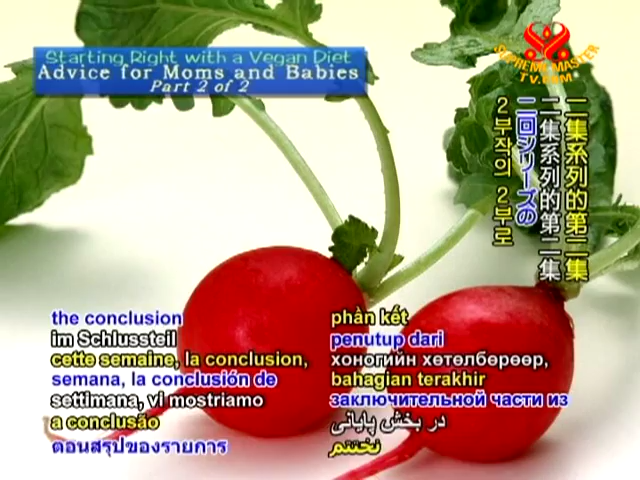 Starting Right with a Vegan Diet
Advice for Moms and Babies
Part 2 of 2
SUPREME MASTER
TV.com
二集系列的第二集
二集系列的第二集
二回シリーズの
2부작의 2부로
the conclusion
im Schlussteil
cette semaine, la conclusion,
semana, la conclusión de
settimana, vi mostriamo
a conclusão
ตอนสรุปของรายการ
phần kết
penutup dari
хоногийн хөтөлбөрөөр,
bahagian terakhir
заключительной части из
در بخش پایانی
نختتم